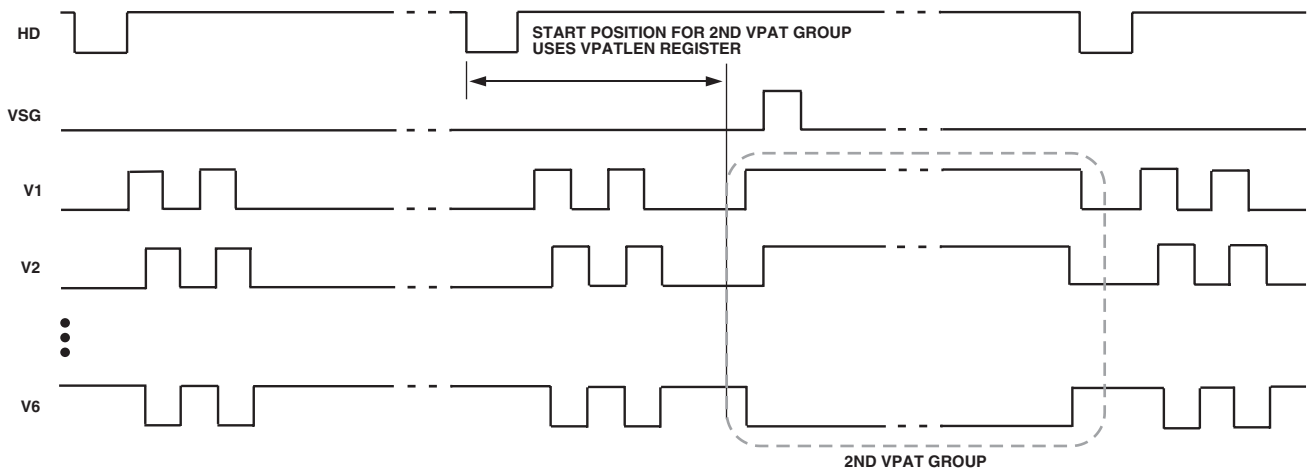 HD
START POSITION FOR 2ND VPAT GROUP
USES VPATLEN REGISTER
VSG
V1
V2
V6
2ND VPAT GROUP